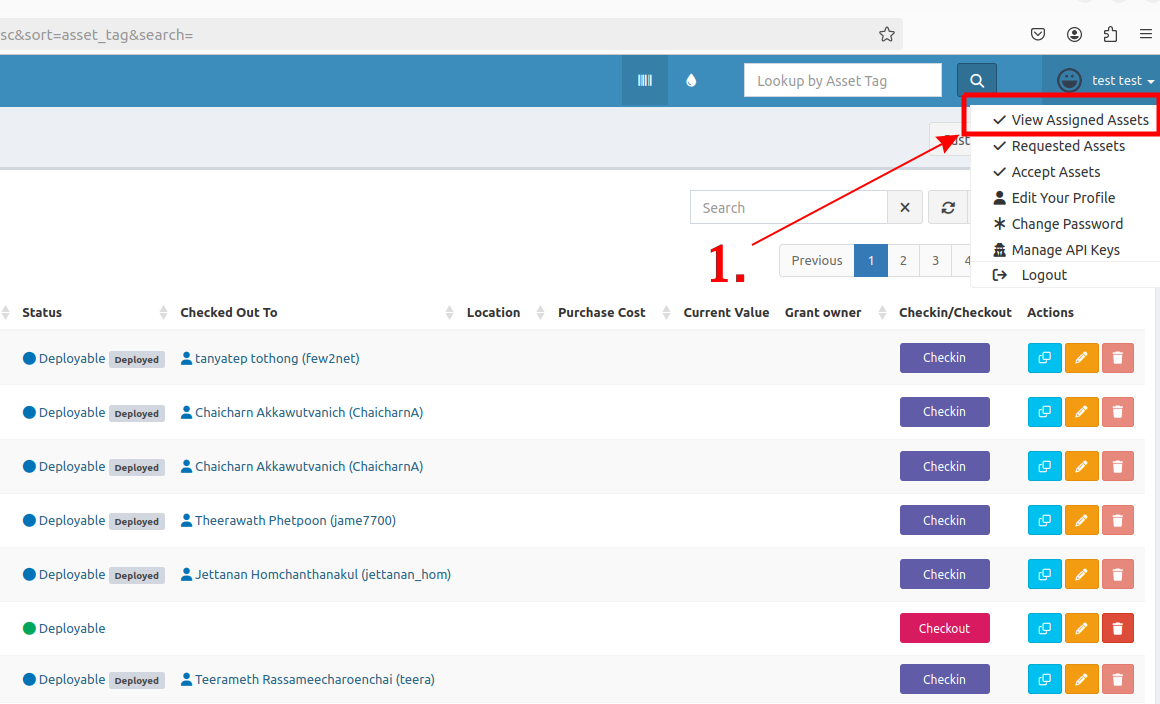 sc&sort=asset_tag&search=
Lookup by Asset Tag
test test
View Assigned Assets
Requested Assets
Accept Assets
Edit Your Profile
Change Password
Manage API Keys
Logout
Search
1.
Previous 1 2 3 4
Status Checked Out To Location Purchase Cost Current Value Grant owner Checkin/Checkout Actions
Deployable Deployed tanyatep tothong (few2net) Checkin
Deployable Deployed Chaicharn Akkawutvanich (ChaicharnA) Checkin
Deployable Deployed Chaicharn Akkawutvanich (ChaicharnA) Checkin
Deployable Deployed Theerawath Phetpoon (jame7700) Checkin
Deployable Deployed Jettanan Homchanthanakul (jettanan_hom) Checkin
Deployable Checkout
Deployable Deployed Teerameth Rassameecharoenchai (teera) Checkin